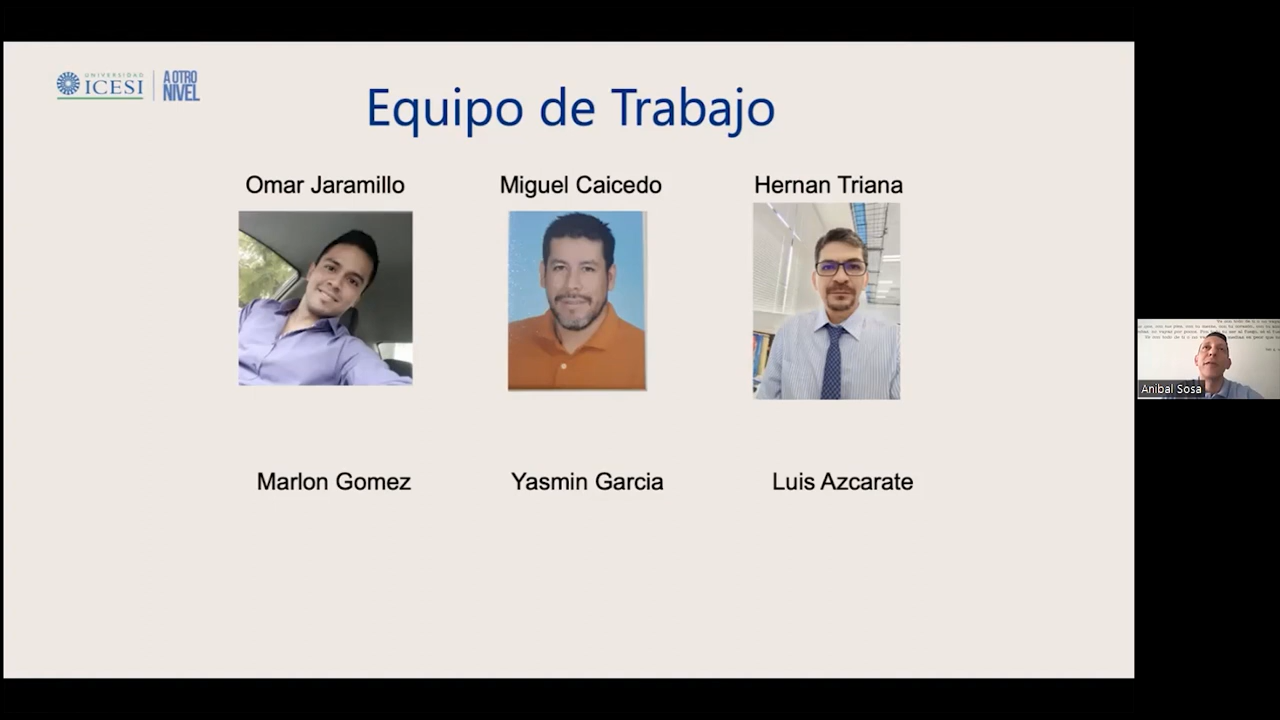 UNIVERSIDAD
ICESI
A OTRO
NIVEL
Equipo de Trabajo
Omar Jaramillo
Miguel Caicedo
Hernan Triana
Marlon Gomez
Yasmin Garcia
Luis Azcarate
Anibal Sosa